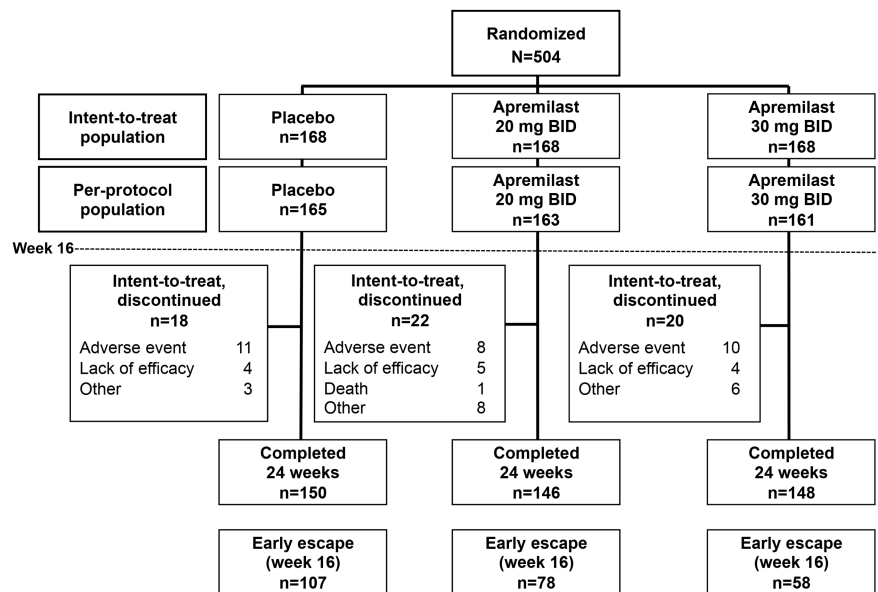 Randomized
N=504
Intent-to-treat
population
Placebo
n=168
Apremilast
20 mg BID
n=168
Apremilast
30 mg BID
n=168
Per-protocol
population
Placebo
n=165
Apremilast
20 mg BID
n=163
Apremilast
30 mg BID
n=161
Week 16
Intent-to-treat,
discontinued
n=18
Adverse event 11
Lack of efficacy 4
Other 3
Intent-to-treat,
discontinued
n=22
Adverse event 8
Lack of efficacy 5
Death 1
Other 8
Intent-to-treat,
discontinued
n=20
Adverse event 10
Lack of efficacy 4
Other 6
Completed
24 weeks
n=150
Completed
24 weeks
n=146
Completed
24 weeks
n=148
Early escape
(week 16)
n=107
Early escape
(week 16)
n=78
Early escape
(week 16)
n=58